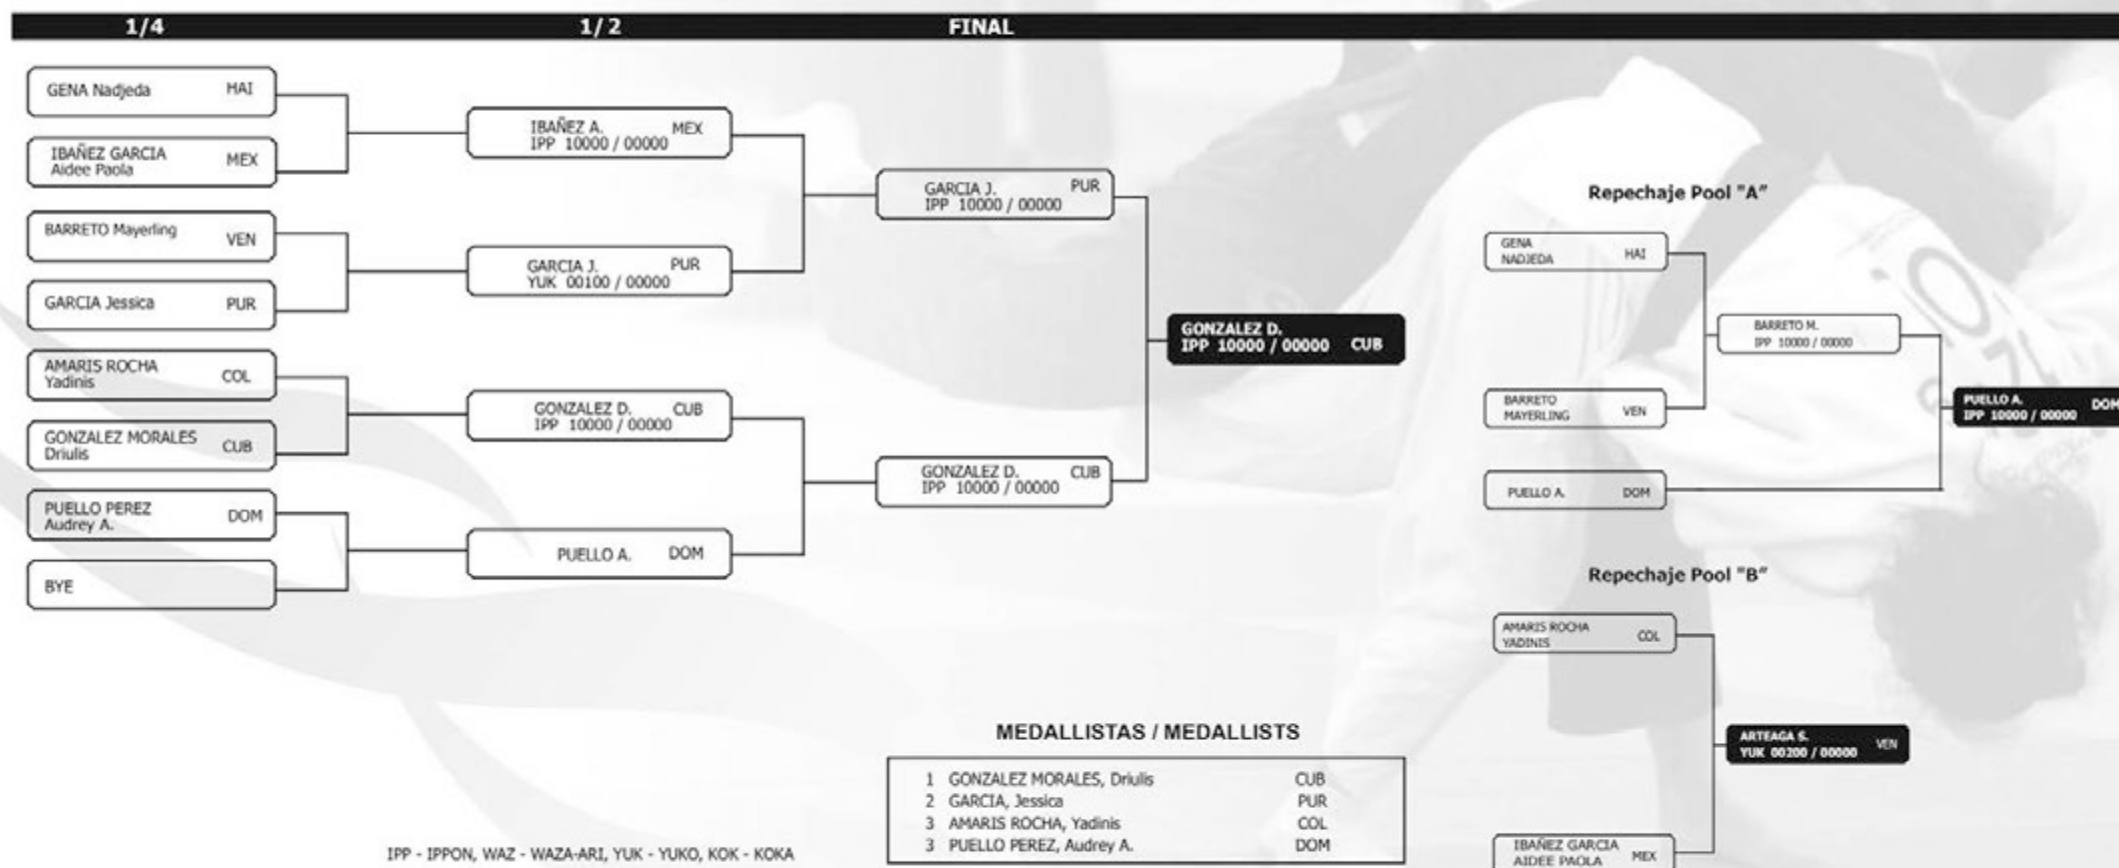 1/4
1/2
FINAL
GENA Nadjeda HAI
IBAÑEZ GARCIA
Aidee Paola MEX
BARRETO Mayerling VEN
GARCIA Jessica PUR
AMARIS ROCHA
Yadinis COL
GONZALEZ MORALES
Driulis CUB
PUELLO PEREZ
Audrey A. DOM
BYE
IBAÑEZ A. MEX
IPP 10000 / 00000
GARCIA J. PUR
YUK 00100 / 00000
GONZALEZ D. CUB
IPP 10000 / 00000
PUELLO A. DOM
GARCIA J. PUR
IPP 10000 / 00000
GONZALEZ D. CUB
IPP 10000 / 00000
GONZALEZ D.
IPP 10000 / 00000 CUB
Repechaje Pool "A"
GENA
NADJEDA HAI
BARRETO
MAYERLING VEN
PUELLO A. DOM
BARRETO M.
IPP 10000 / 00000
PUELLO A. DOM
IPP 10000 / 00000
Repechaje Pool "B"
AMARIS ROCHA
YADINIS COL
IBAÑEZ GARCIA
AIDEE PAOLA MEX
ARTEAGA S.
YUK 00200 / 00000 VEN
MEDALLISTAS / MEDALLISTS
1 GONZALEZ MORALES, Driulis CUB
2 GARCIA, Jessica PUR
3 AMARIS ROCHA, Yadinis COL
3 PUELLO PEREZ, Audrey A. DOM
IPP - IPPON, WAZ - WAZA-ARI, YUK - YUKO, KOK - KOKA